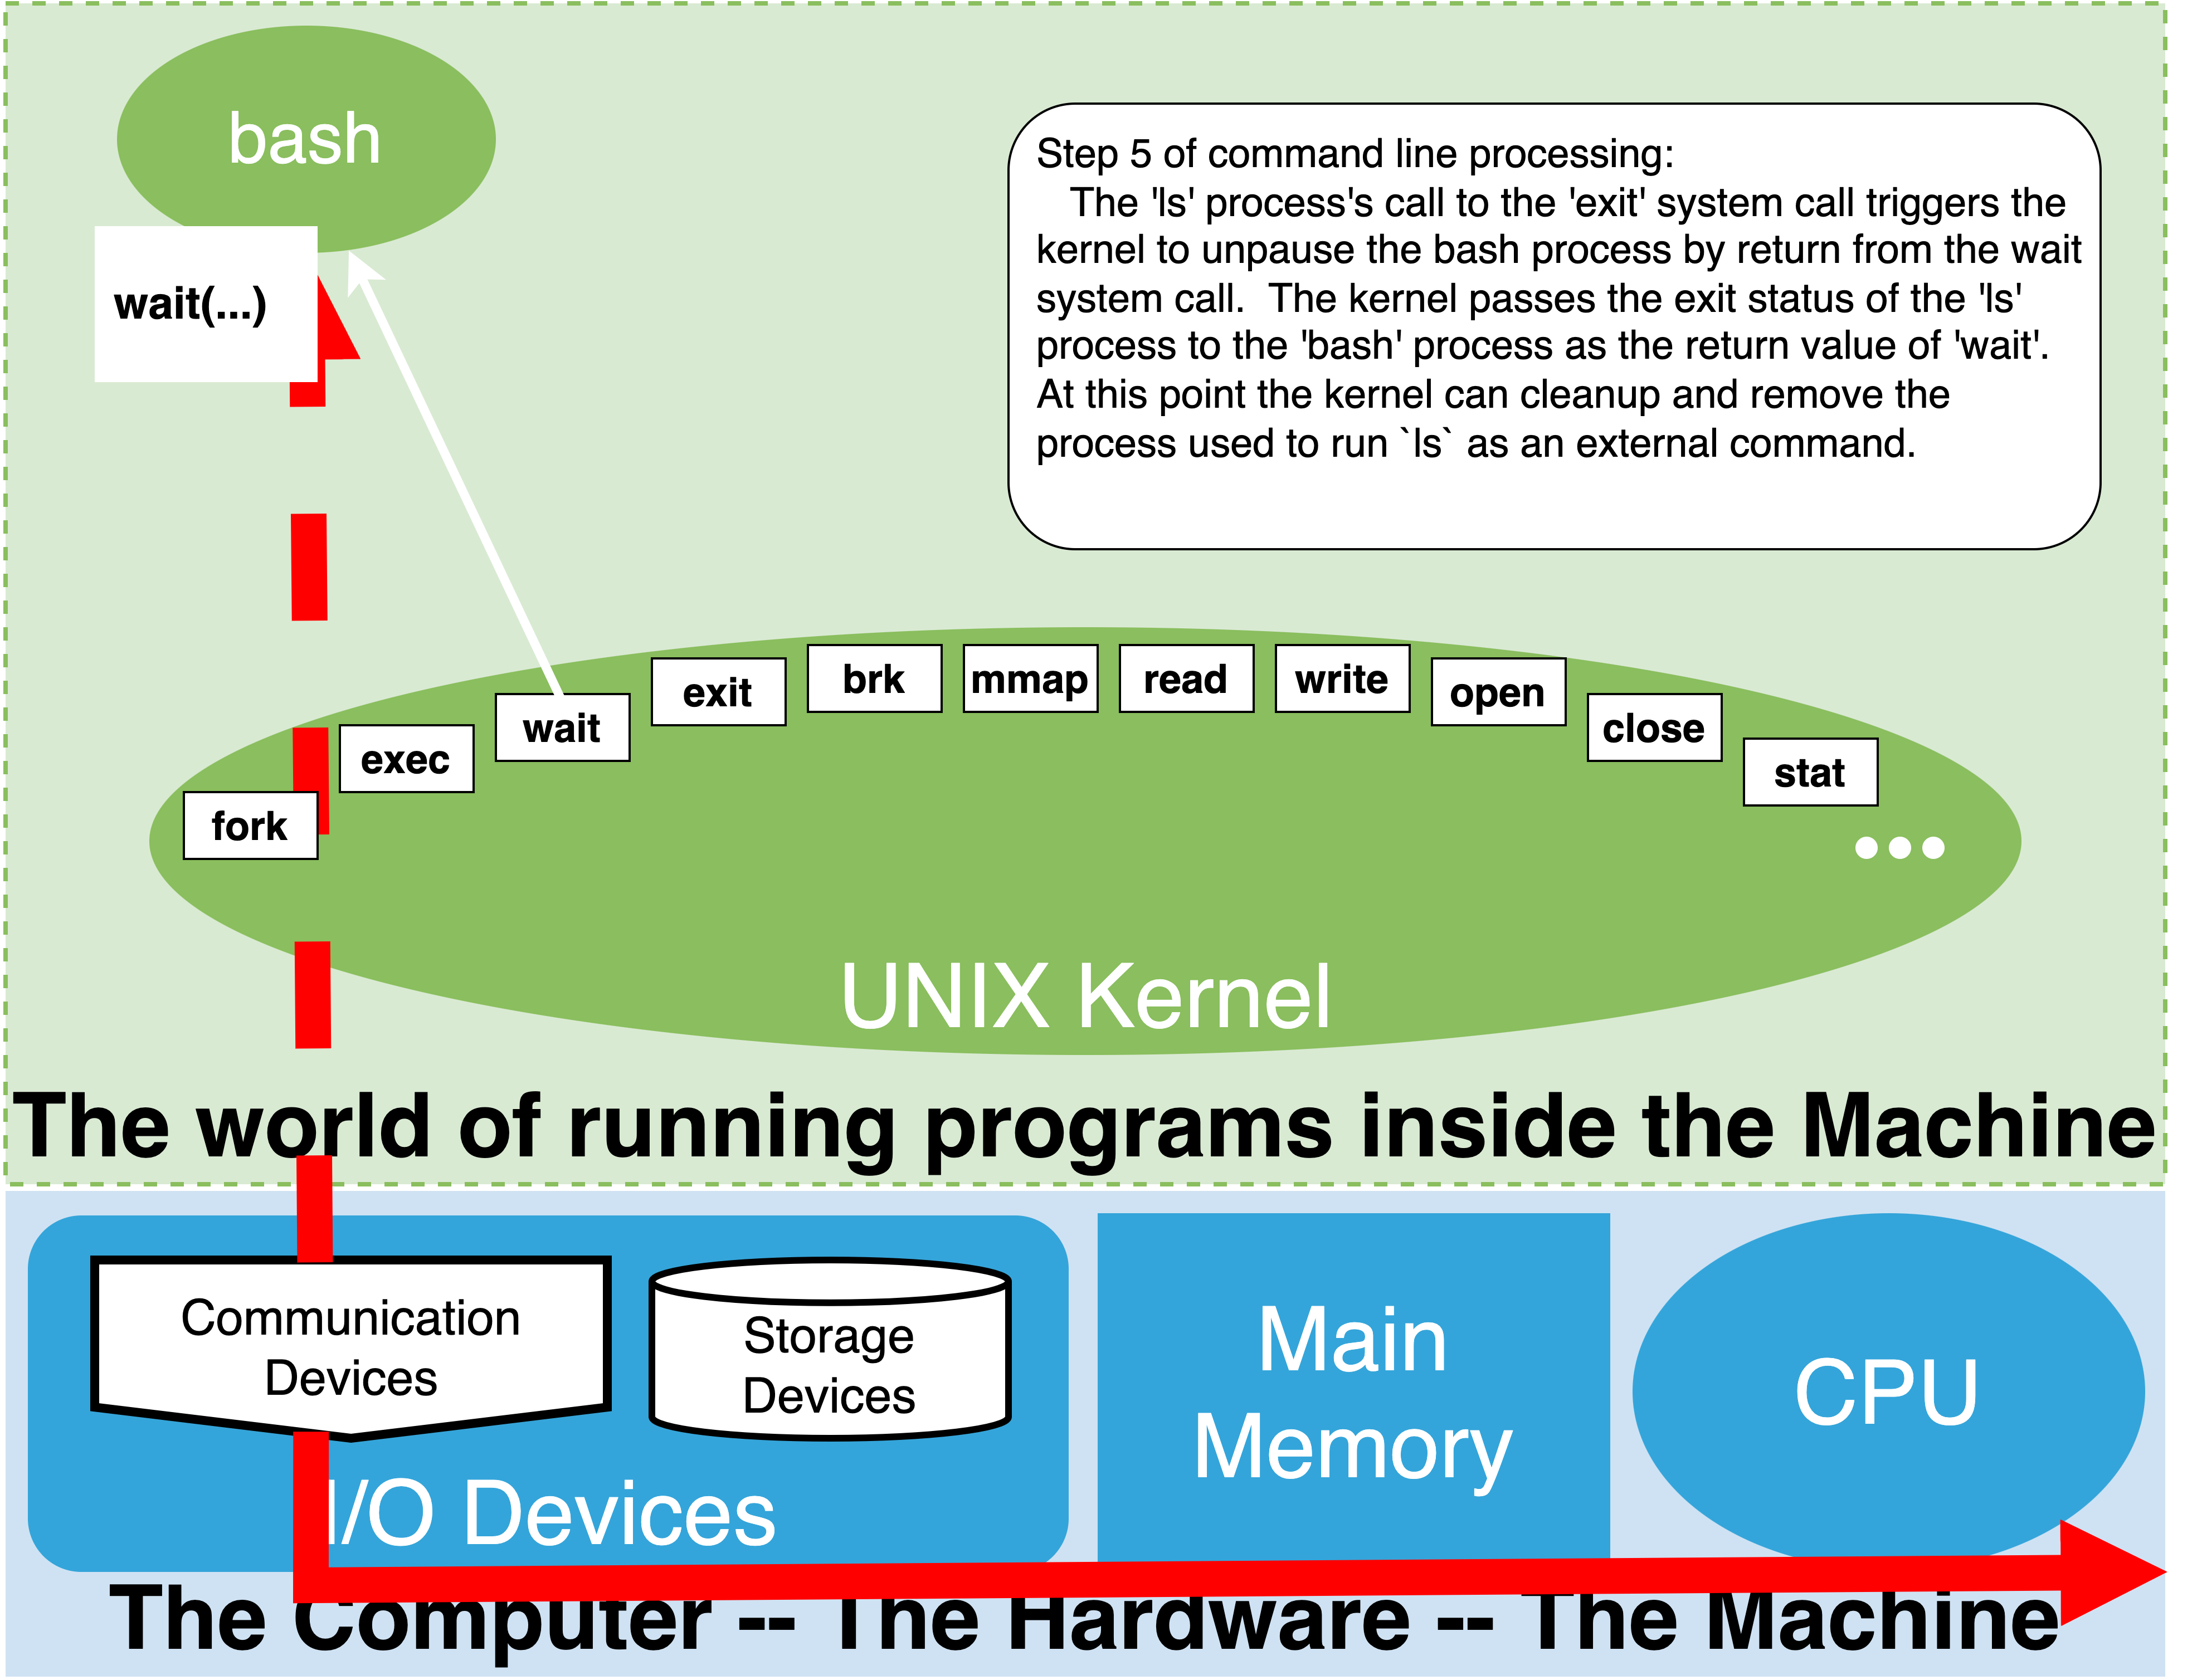 bash
wait(...)
Step 5 of command line processing:
The 'ls' process's call to the 'exit' system call triggers the
kernel to unpause the bash process by return from the wait
system call.  The kernel passes the exit status of the 'ls'
process to the 'bash' process as the return value of 'wait'.
At this point the kernel can cleanup and remove the
process used to run `ls` as an external command.
fork
exec
wait
exit
brk
mmap
read
write
open
close
stat
...
UNIX Kernel
The world of running programs inside the Machine
Communication
Devices
Storage
Devices
I/O Devices
Main
Memory
CPU
The Computer -- The Hardware -- The Machine